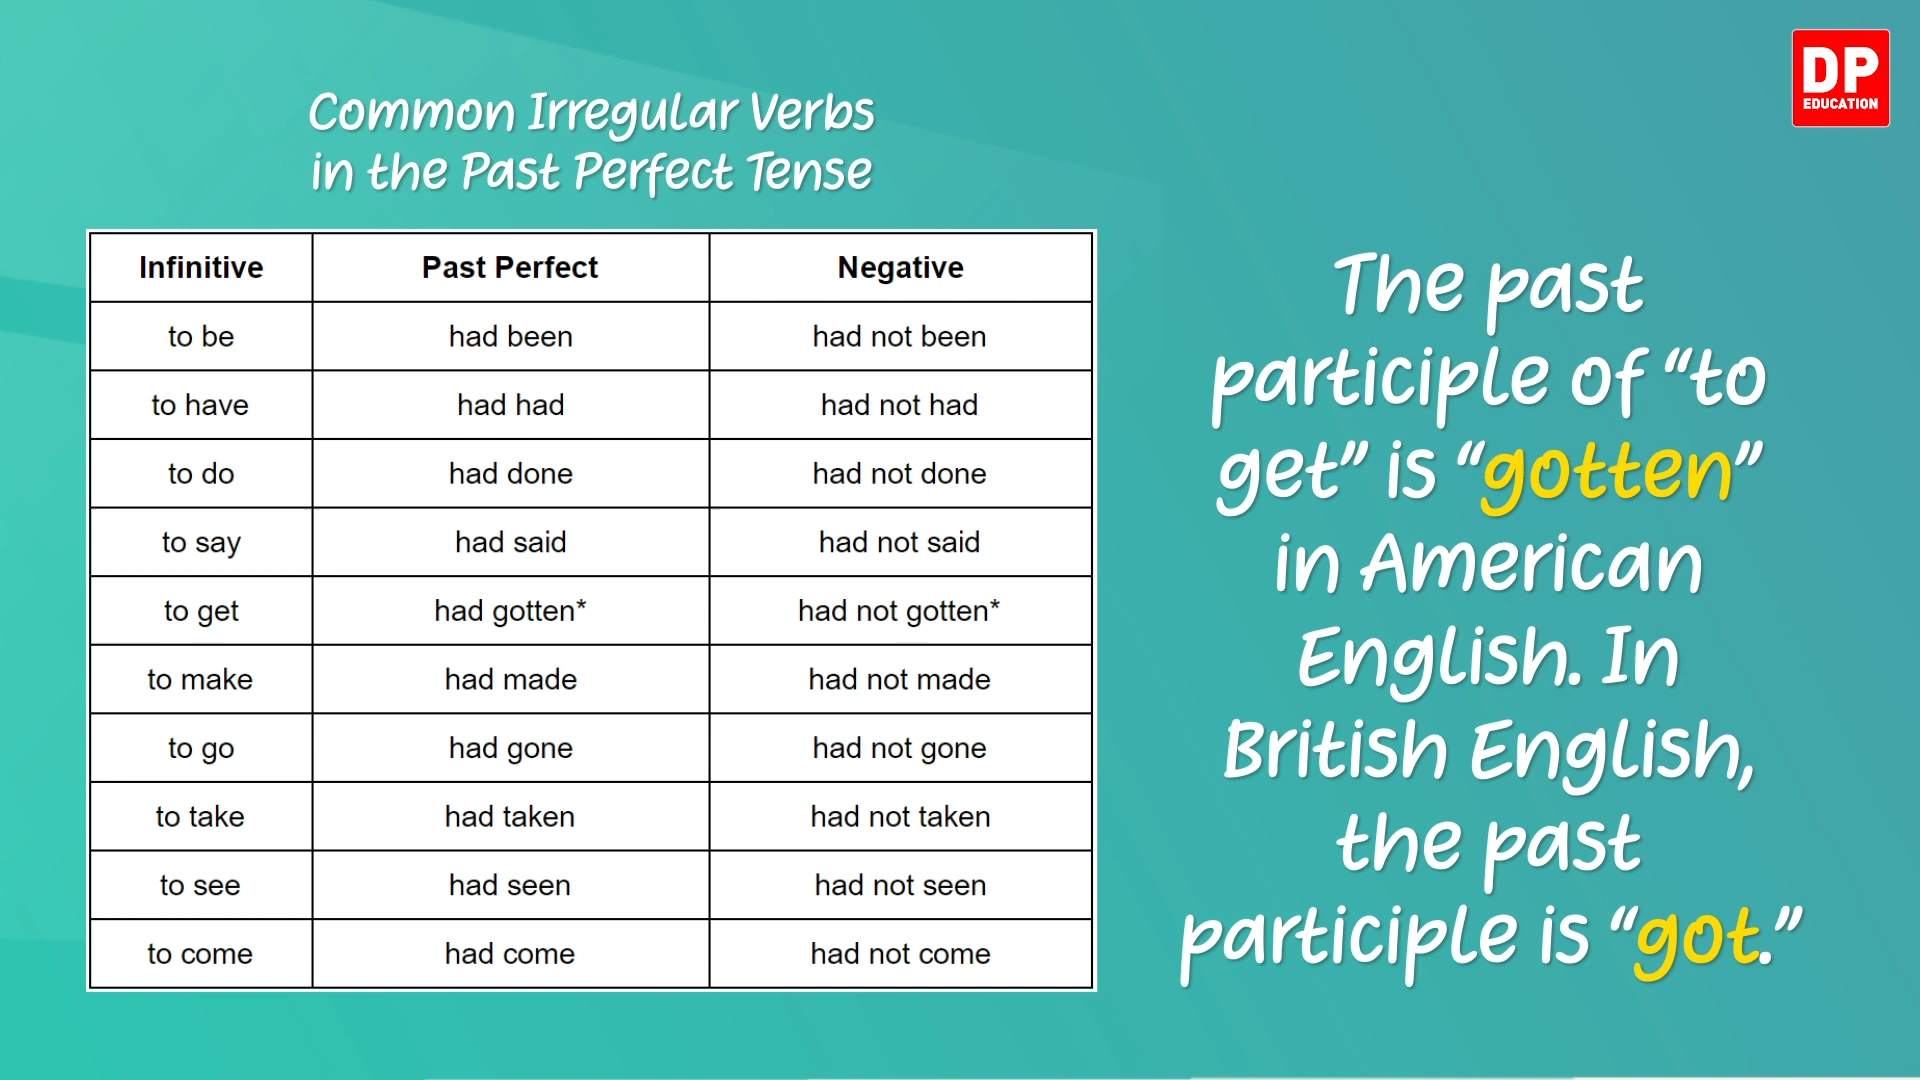 DP
EDUCATION
Common Irregular Verbs
in the Past Perfect Tense
Infinitive Past Perfect Negative
to be had been had not been
to have had had had not had
to do had done had not done
to say had said had not said
to get had gotten* had not gotten*
to make had made had not made
to go had gone had not gone
to take had taken had not taken
to see had seen had not seen
to come had come had not come
The past
participle of “to
get” is “gotten”
in American
English. In
British English,
the past
participle is “got.”